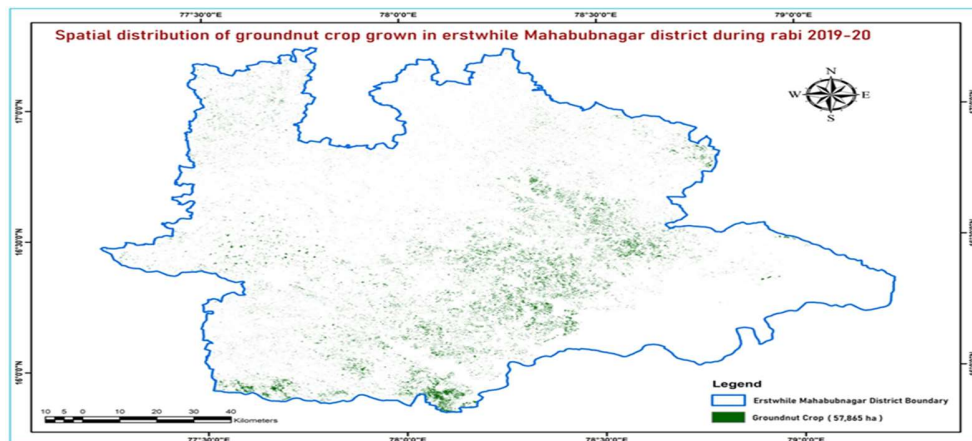 77°30'0"E 78°0'0"E 78°30'0"E 79°0'0"E
Spatial distribution of groundnut crop grown in erstwhile Mahabubnagar district during rabi 2019-20
N
W E
S
17°0'0"N
16°30'0"N
16°0'0"N
Legend
Erstwhile Mahabubnagar District Boundary
Groundnut Crop ( 57,865 ha )
10 5 0 10 20 30 40
Kilometers
77°30'0"E 78°0'0"E 78°30'0"E 79°0'0"E